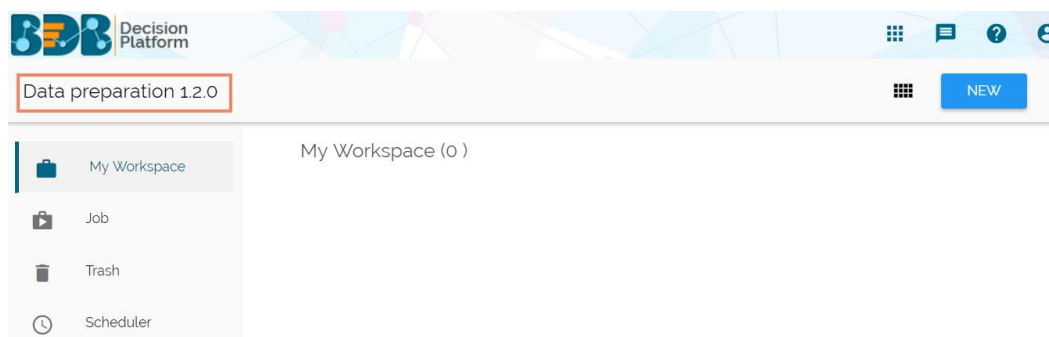 BDB Decision
Platform
Data preparation 1.2.0
NEW
My Workspace
My Workspace (0 )
Job
Trash
Scheduler